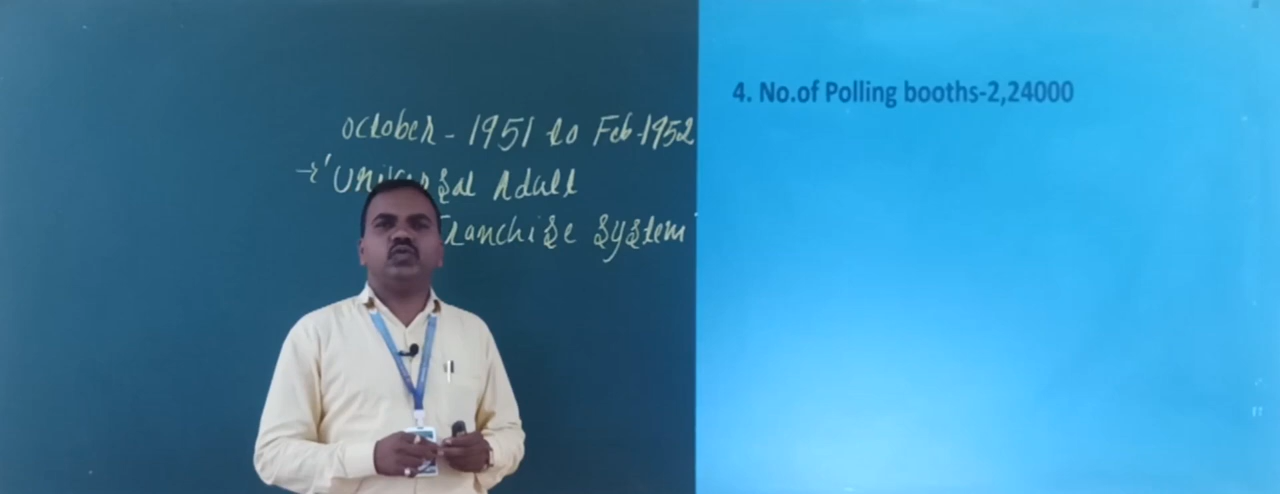 October - 1951 to Feb-1952
→ 'Universal Adult
Franchise System'
4. No.of Polling booths-2,24000